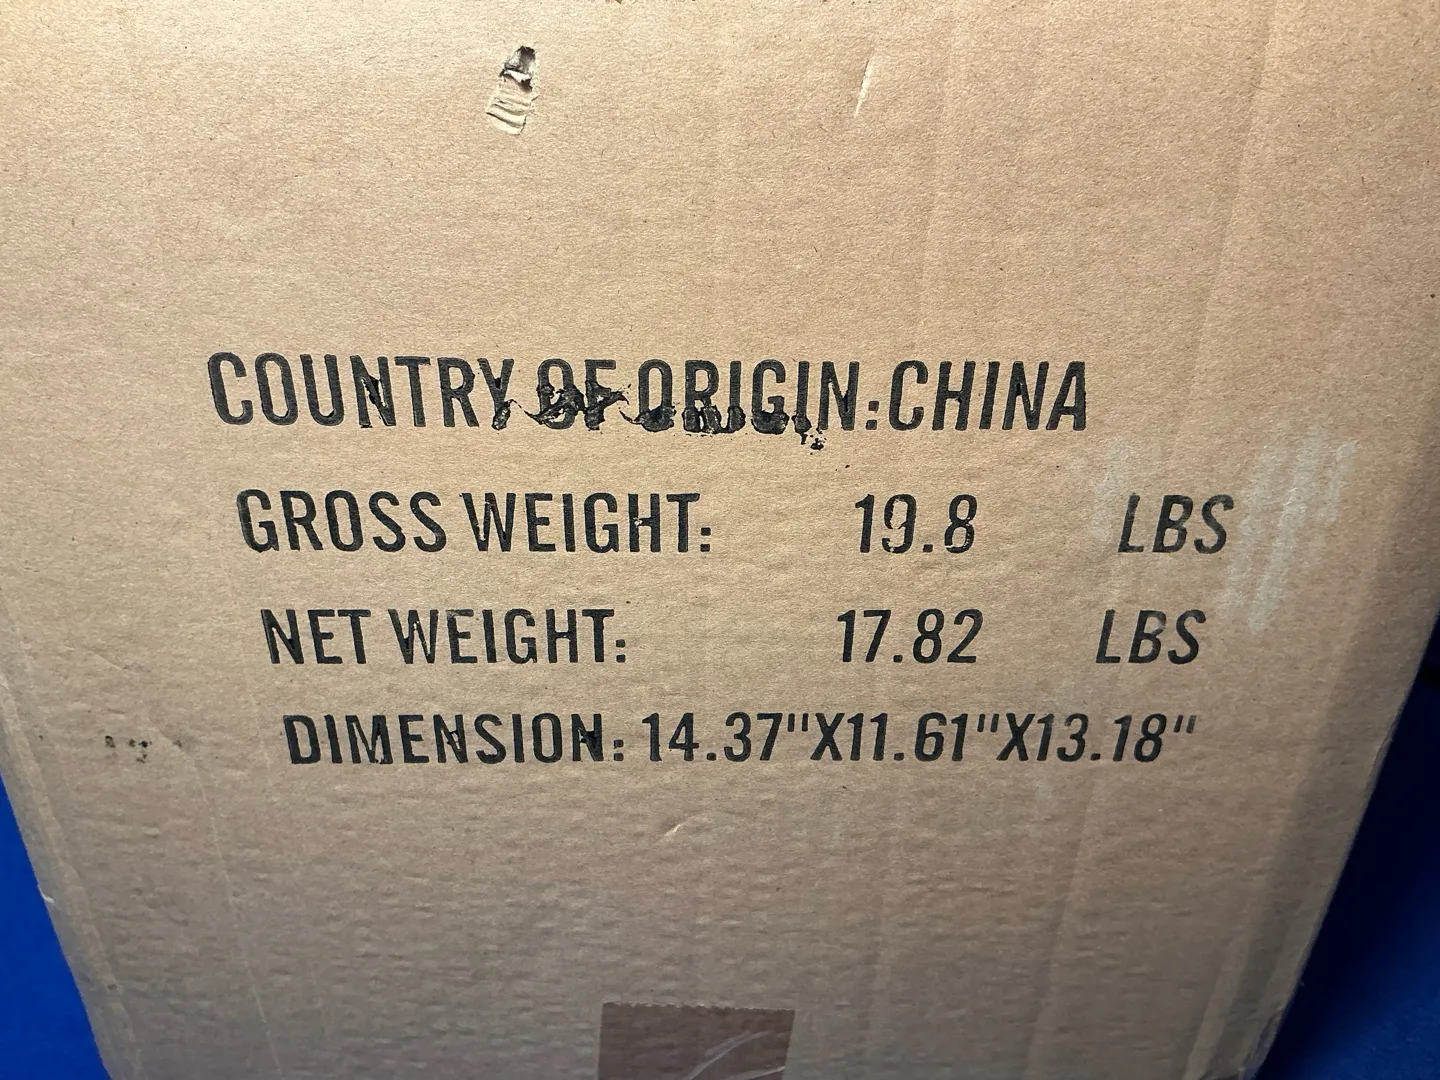 COUNTRY OF ORIGIN:CHINA
GROSS WEIGHT: 19.8 LBS
NET WEIGHT: 17.82 LBS
DIMENSION: 14.37"X11.61"X13.18"